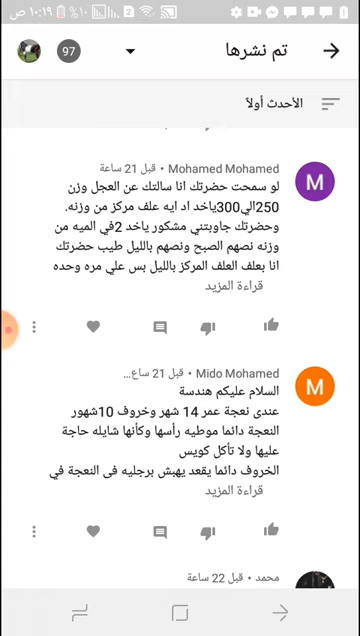 ١٠:١٩ ص
%١٠
2
تم نشرها
97
الأحدث أولاً
Mohamed Mohamed • قبل 21 ساعة
M
لو سمحت حضرتك انا سالتك عن العجل وزن
250الي300ياخد اد ايه علف مركز من وزنه.
وحضرتك جاوبتني مشكور ياخد 2في الميه من
وزنه نصهم الصبح ونصهم بالليل طيب حضرتك
انا بعلف العلف المركز بالليل بس علي مره وحده
قراءة المزيد
Mido Mohamed • قبل 21 ساع...
M
السلام عليكم هندسة
عندى نعجة عمر 14 شهر وخروف 10شهور
النعجة دائما موطيه رأسها وكأنها شايله حاجة
عليها ولا تأكل كويس
الخروف دائما يقعد يهبش برجليه فى النعجة في
قراءة المزيد
محمد • قبل 22 ساعة